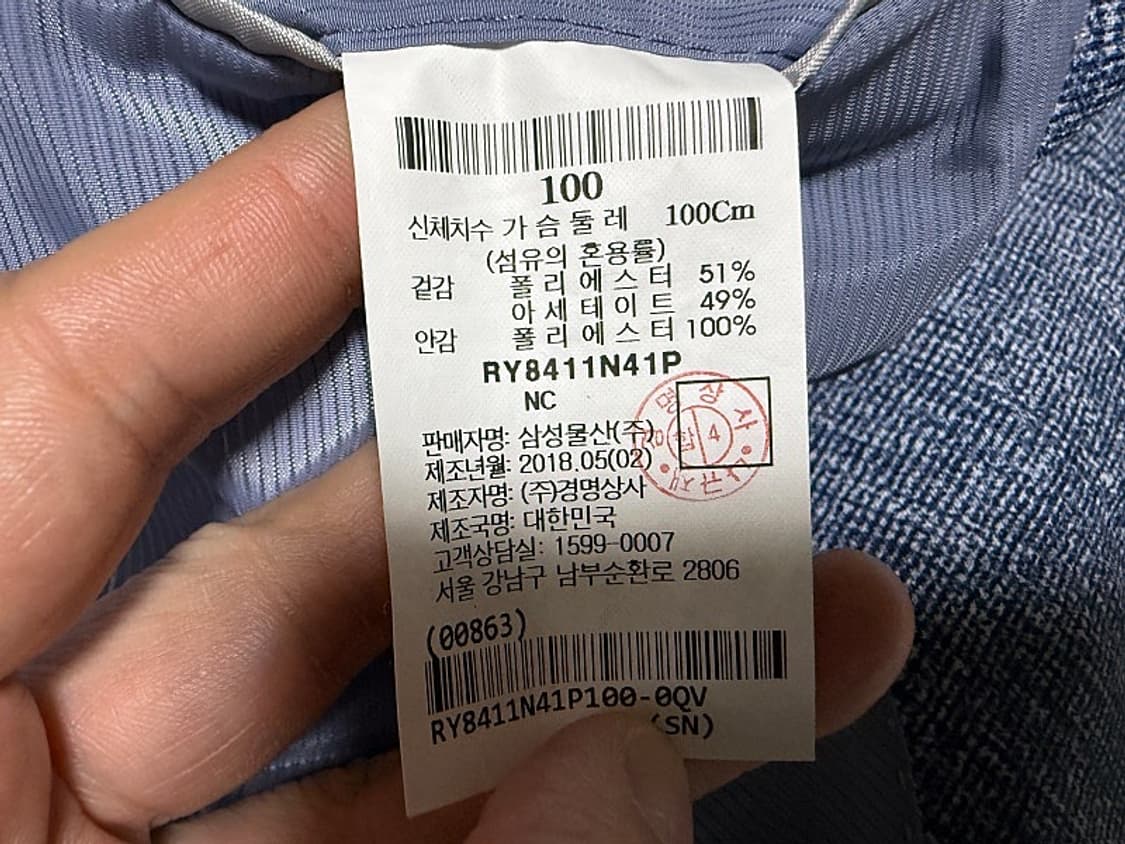 100
신체치수 가슴둘레 100Cm
(섬유의 혼용률)
겉감 폴리에스터 51%
아세테이트 49%
안감 폴리에스터 100%
RY8411N41P
NC
판매자명: 삼성물산(주)
제조년월: 2018.05(02)
제조자명: (주)경명상사
제조국명: 대한민국
고객상담실: 1599-0007
서울 강남구 남부순환로 2806
(00863)
RY8411N41P100-0QV
(SN)
명상사
4